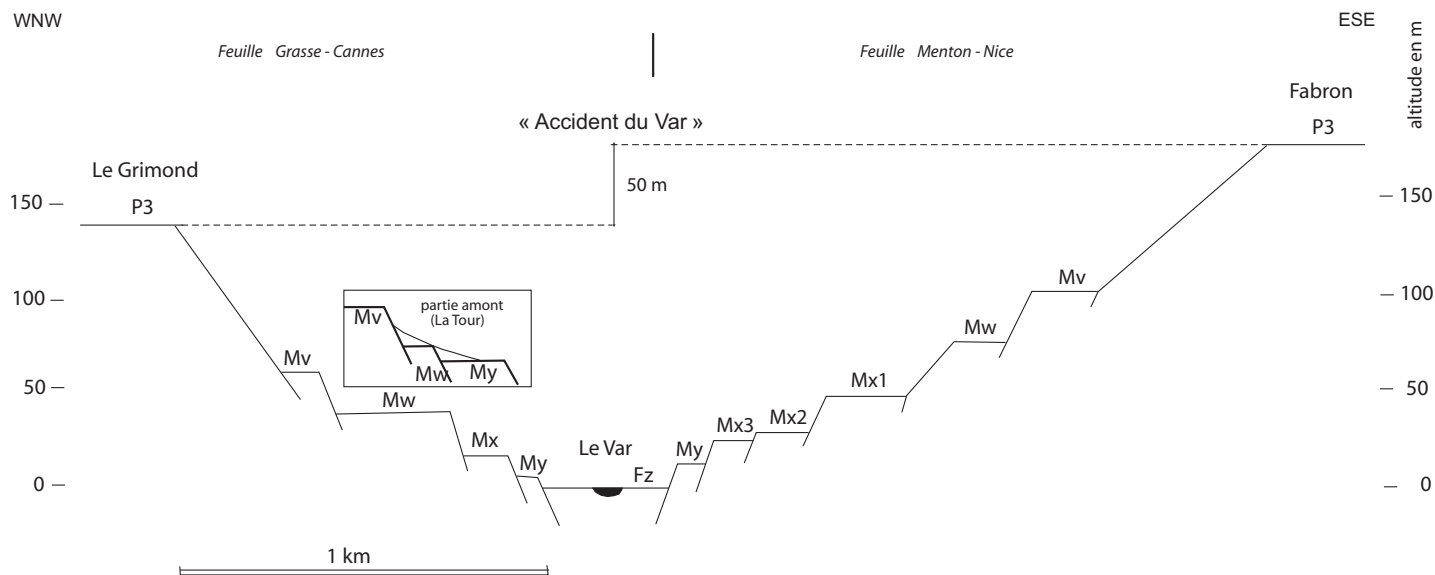 WNW
ESE
Feuille Grasse - Cannes
Feuille Menton - Nice
altitude en m
« Accident du Var »
Fabron
P3
50 m
Le Grimond
P3
150
150
Mv
100
100
partie amont
(La Tour)
Mv
Mw
My
Mw
Mv
50
50
Mw
Mx1
Mx2
Mx3
My
Mx
My
Le Var
Fz
0
0
1 km